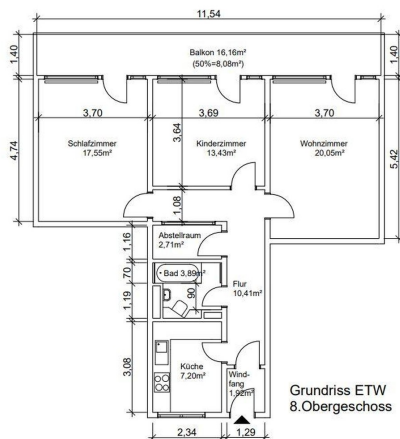 11,54
1,40
Balkon 16,16m²
(50%=8,08m²)
1,40
3,70
3,69
3,70
Schlafzimmer
17,55m²
3,64
Kinderzimmer
13,43m²
Wohnzimmer
20,05m²
4,74
5,42
1,08
1,16
Abstellraum
2,71m²
,70
Bad 3,89m²
,90
1,19
Flur
10,41m²
3,08
Küche
7,20m²
Wind-
fang
1,92m²
2,34
1,29
Grundriss ETW
8.Obergeschoss